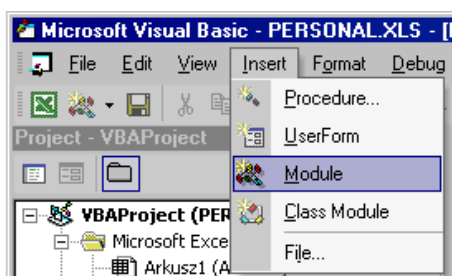 Microsoft Visual Basic - PERSONAL.XLS - [
File Edit View Insert Format Debug
Procedure...
Project - VBAProject
UserForm
Module
VBAProject (PER
Class Module
Microsoft Exce
File...
Arkusz1 (A